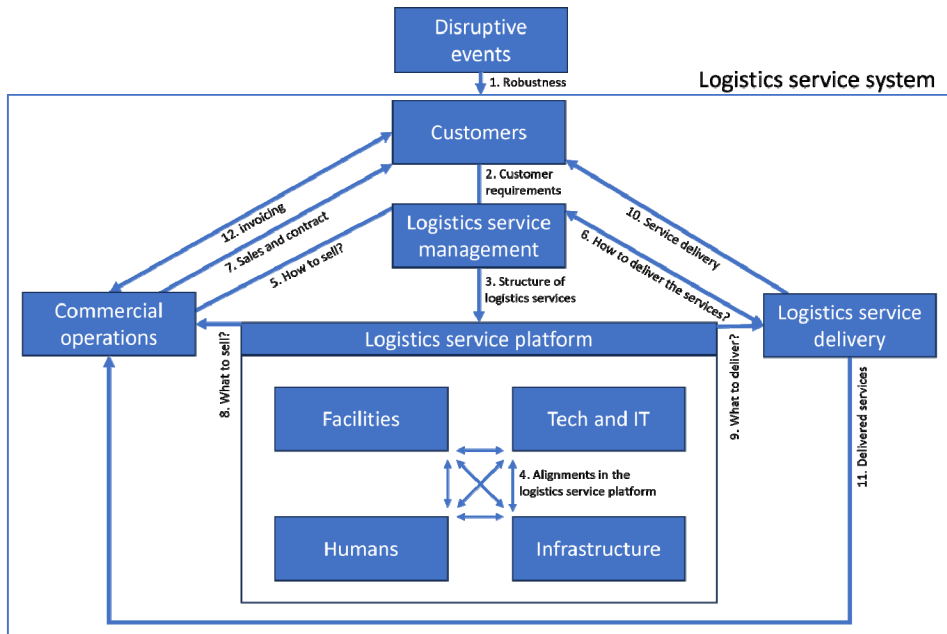 Disruptive
events
1. Robustness
Logistics service system
Customers
2. Customer
requirements
12. invoicing
7. Sales and contract
5. How to sell?
Logistics service
management
10. Service delivery
6. How to deliver the services?
3. Structure of
logistics services
Commercial
operations
Logistics service
delivery
8. What to sell?
Logistics service platform
9. What to deliver?
11. Delivered services
Facilities
Tech and IT
4. Alignments in the
logistics service platform
Humans
Infrastructure